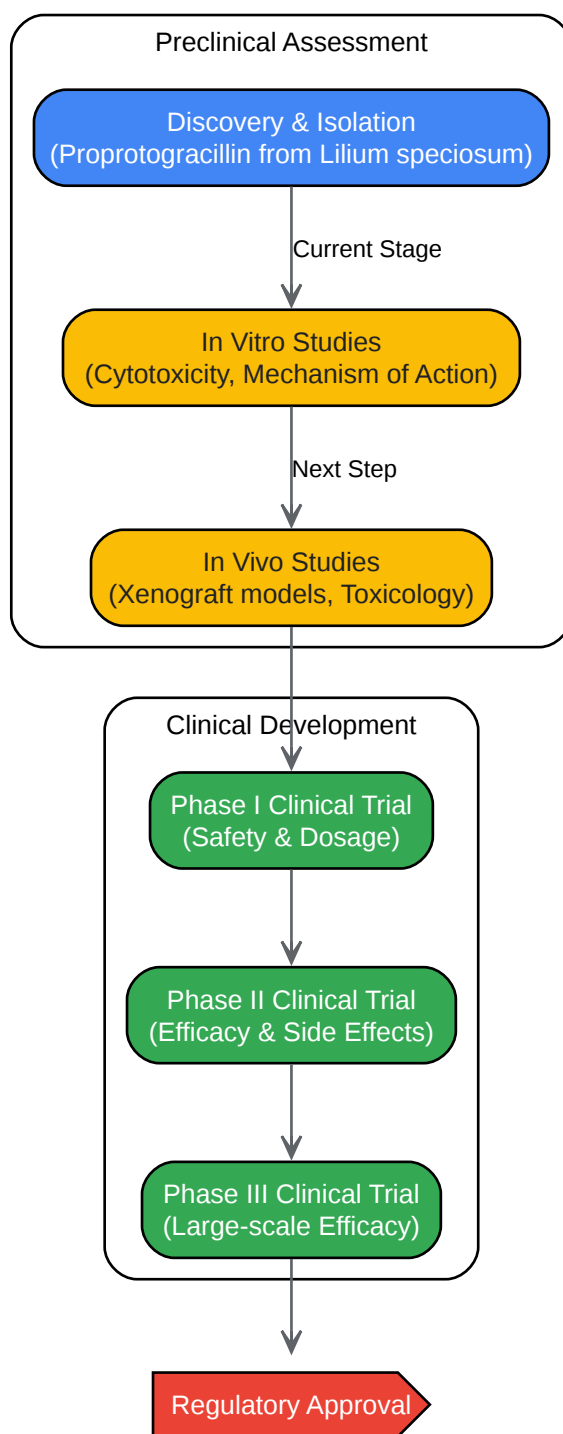 Preclinical Assessment
Discovery & Isolation
(Proprotogracillin from Lilium speciosum)
Current Stage
In Vitro Studies
(Cytotoxicity, Mechanism of Action)
Next Step
In Vivo Studies
(Xenograft models, Toxicology)
Clinical Development
Phase I Clinical Trial
(Safety & Dosage)
Phase II Clinical Trial
(Efficacy & Side Effects)
Phase III Clinical Trial
(Large-scale Efficacy)
Regulatory Approval